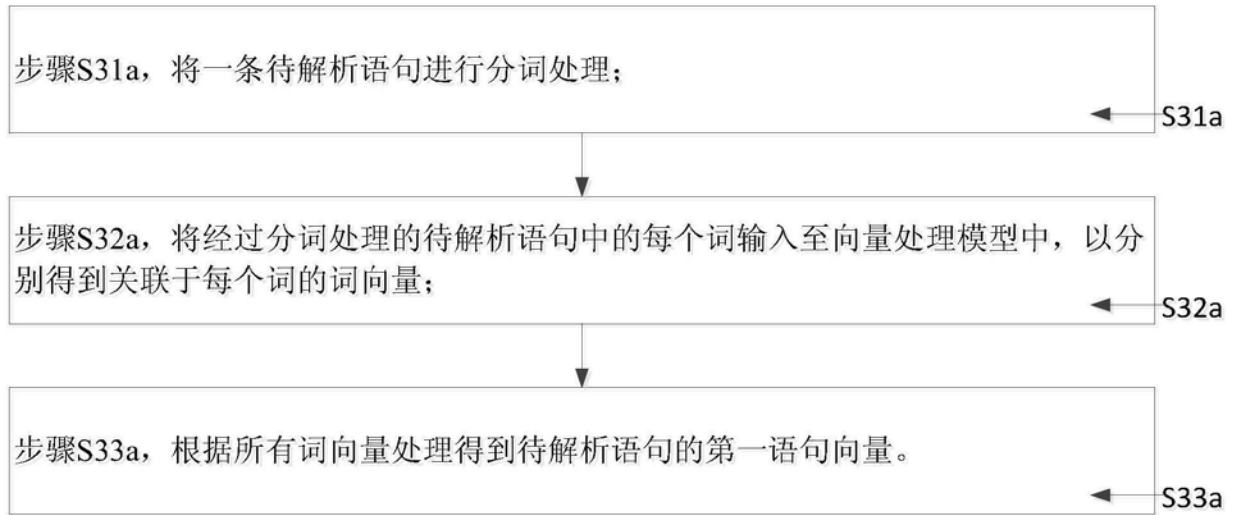 步骤S31a，将一条待解析语句进行分词处理；
S31a
步骤S32a，将经过分词处理的待解析语句中的每个词输入至向量处理模型中，以分
别得到关联于每个词的词向量；
S32a
步骤S33a，根据所有词向量处理得到待解析语句的第一语句向量。
S33a